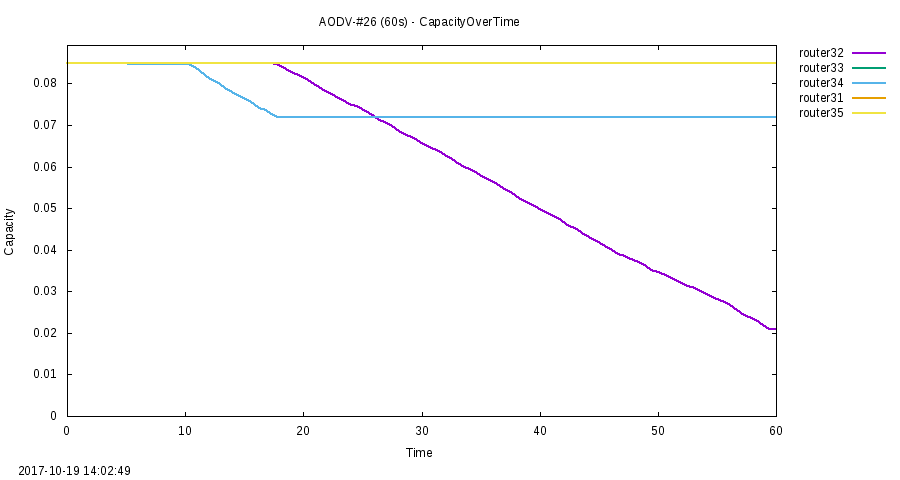 AODV-#26 (60s) - CapacityOverTime
router32
router33
router34
router31
router35
0.08
0.07
0.06
0.05
0.04
0.03
0.02
0.01
0
Capacity
0 10 20 30 40 50 60
Time
2017-10-19 14:02:49